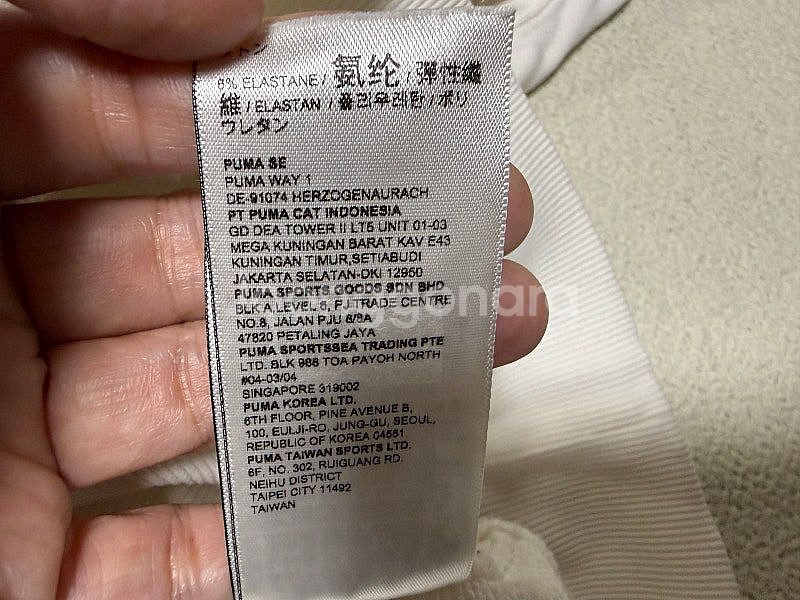 6% ELASTANE / 氨纶 / 彈性纖
維 / ELASTAN / 폴리우레탄 / ポリ
ウレタン
PUMA SE
PUMA WAY 1
DE-91074 HERZOGENAURACH
PT PUMA CAT INDONESIA
GD DEA TOWER II LT5 UNIT 01-03
MEGA KUNINGAN BARAT KAV E43
KUNINGAN TIMUR,SETIABUDI
JAKARTA SELATAN-DKI 12950
PUMA SPORTS GOODS SDN BHD
BLK A,LEVEL 6, PJ TRADE CENTRE
NO.8, JALAN PJU 8/8A
47820 PETALING JAYA
PUMA SPORTSSEA TRADING PTE
LTD. BLK 988 TOA PAYOH NORTH
#04-03/04
SINGAPORE 319002
PUMA KOREA LTD.
6TH FLOOR, PINE AVENUE B,
100, EULJI-RO, JUNG-GU, SEOUL,
REPUBLIC OF KOREA 04551
PUMA TAIWAN SPORTS LTD.
6F, NO. 302, RUIGUANG RD.
NEIHU DISTRICT
TAIPEI CITY 11492
TAIWAN